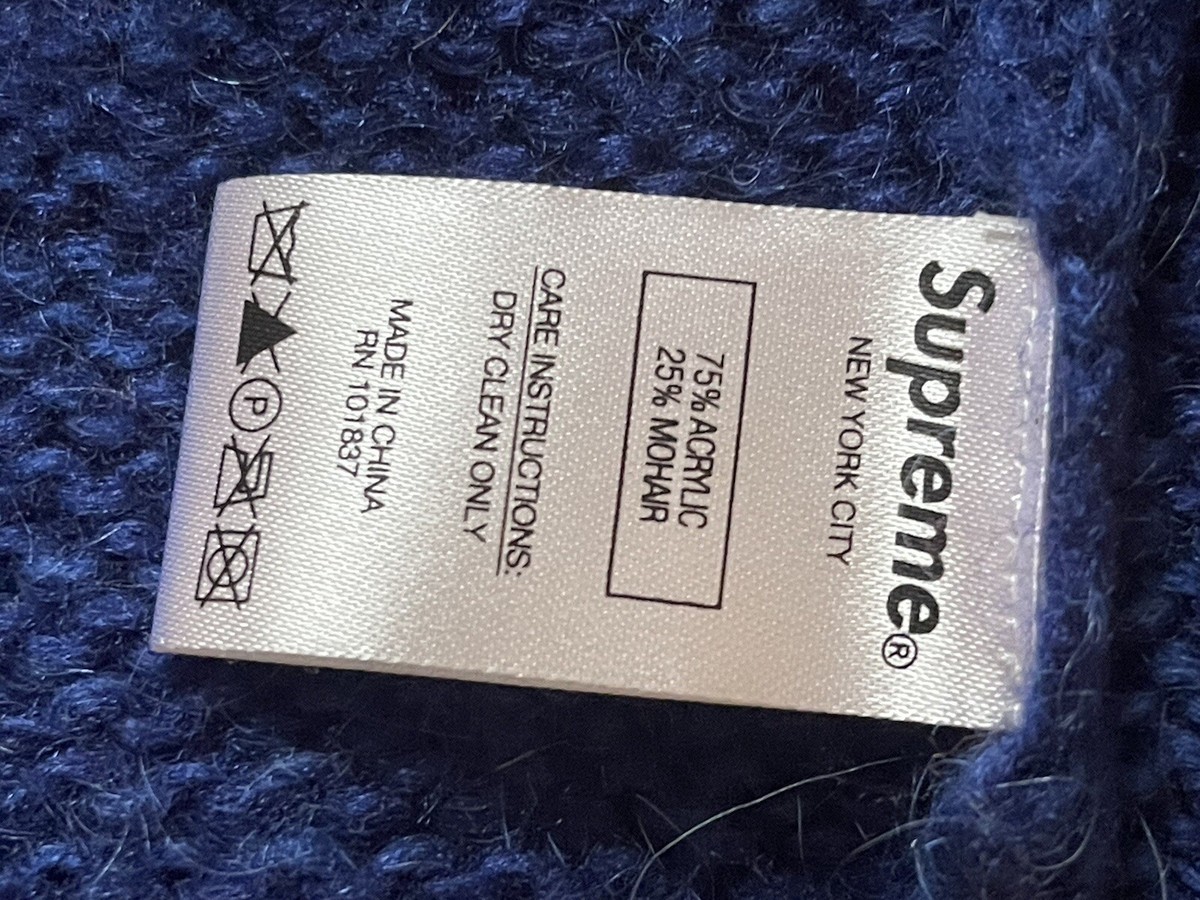 Supreme®
NEW YORK CITY
75% ACRYLIC
25% MOHAIR
CARE INSTRUCTIONS:
DRY CLEAN ONLY
MADE IN CHINA
RN 101837
P